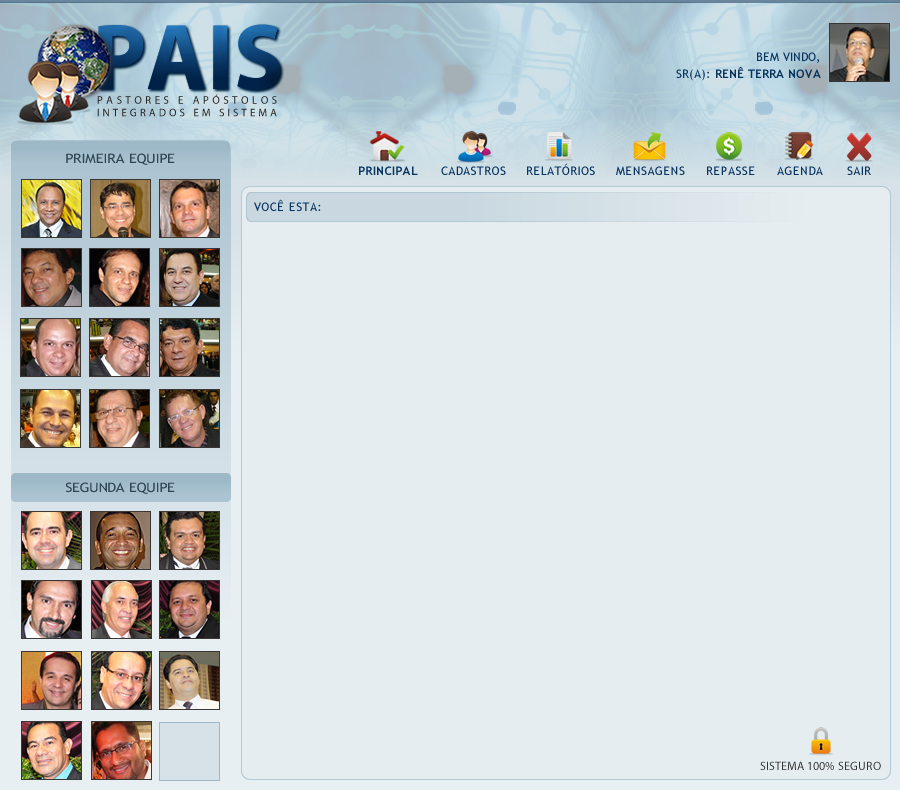 PAIS
PASTORES E APÓSTOLOS
INTEGRADOS EM SISTEMA
BEM VINDO,
SR(A): RENÊ TERRA NOVA
PRINCIPAL
CADASTROS
RELATÓRIOS
MENSAGENS
REPASSE
AGENDA
SAIR
PRIMEIRA EQUIPE
VOCÊ ESTA:
SEGUNDA EQUIPE
SISTEMA 100% SEGURO